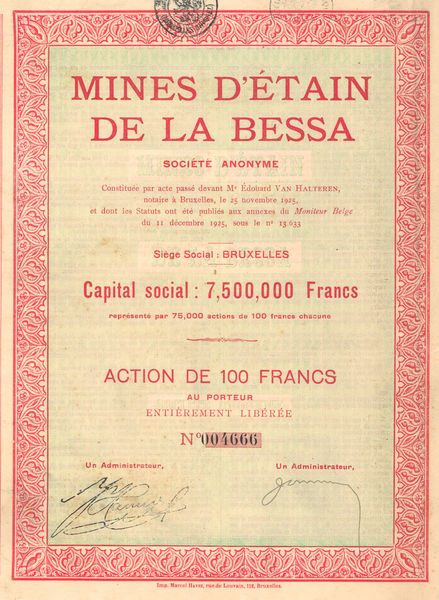 MINES D'ÉTAIN
DE LA BESSA
SOCIÉTÉ ANONYME
Constituée par acte passé devant Me Édouard VAN HALTEREN,
notaire à Bruxelles, le 25 novembre 1925,
et dont les Statuts ont été publiés aux annexes du Moniteur Belge
du 11 décembre 1925, sous le no 13.633
Siège Social : BRUXELLES
Capital social : 7,500,000 Francs
représenté par 75,000 actions de 100 francs chacune
ACTION DE 100 FRANCS
AU PORTEUR
ENTIÈREMENT LIBÉRÉE
No 004666
Un Administrateur, Un Administrateur,
Imp. Marcel Havet, rue de Louvain, 112, Bruxelles.